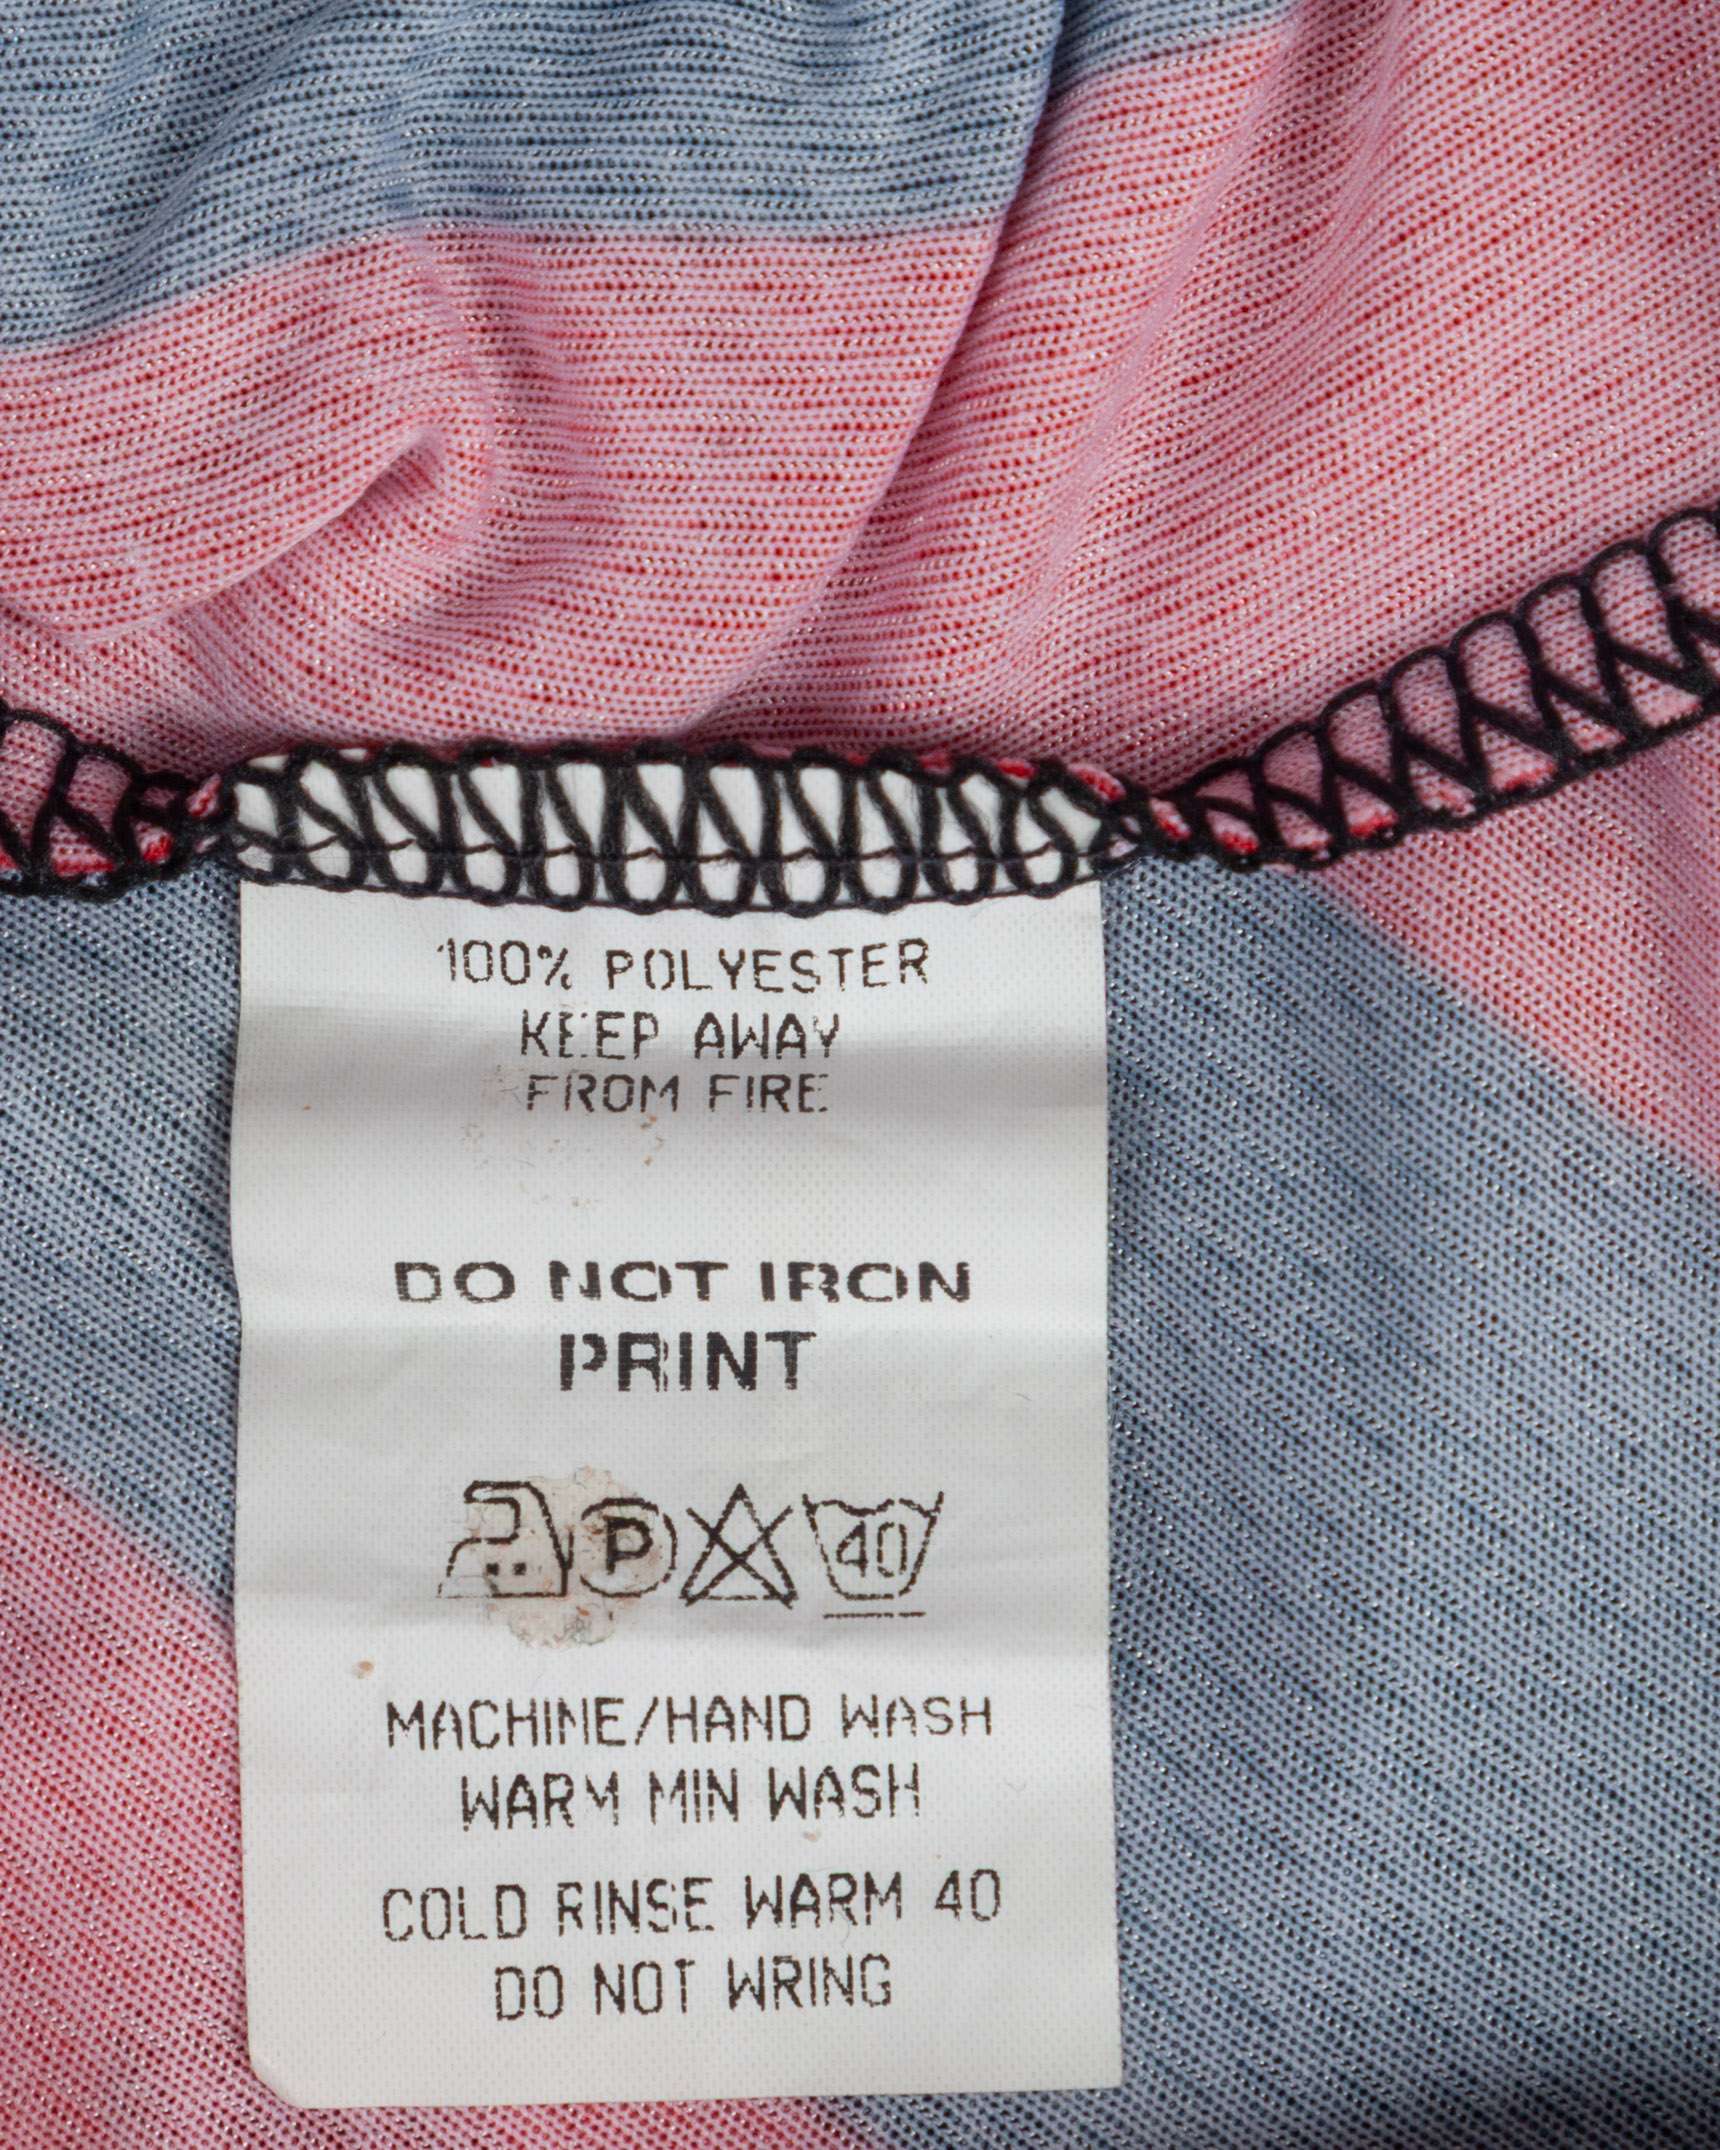 100% POLYESTER
KEEP AWAY
FROM FIRE
DO NOT IRON
PRINT
P 40
MACHINE/HAND WASH
WARM MIN WASH
COLD RINSE WARM 40
DO NOT WRING